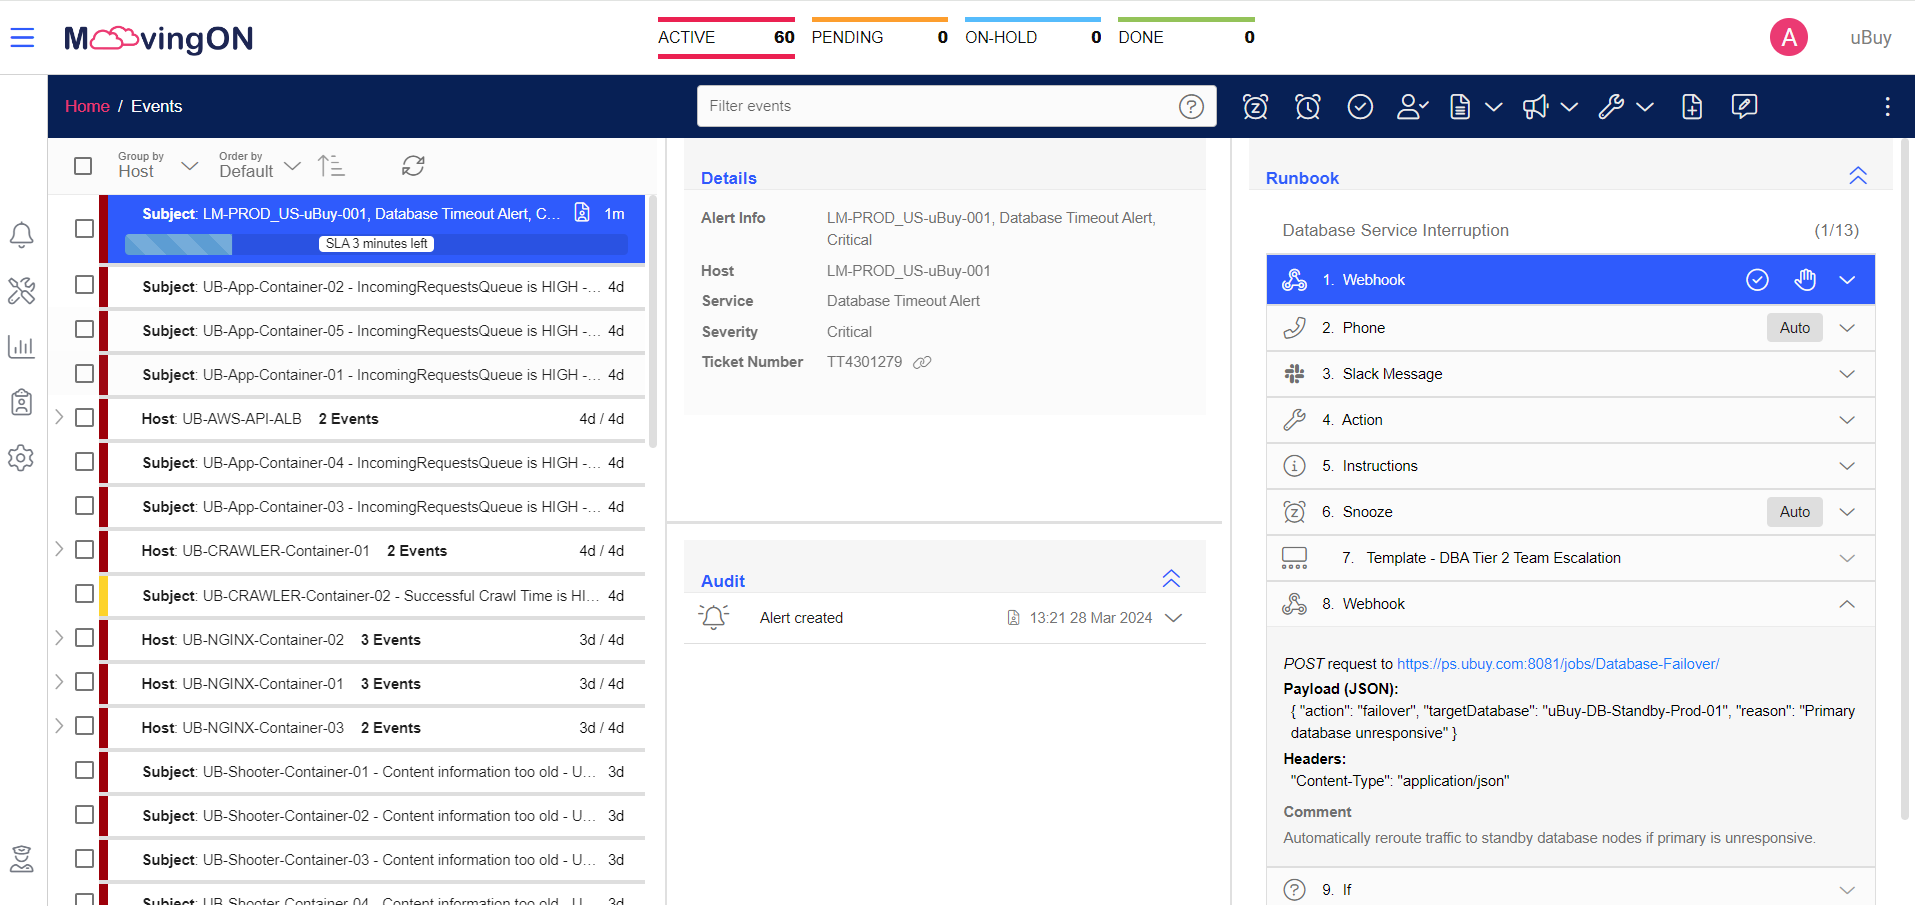 MoovingON
ACTIVE 60
PENDING 0
ON-HOLD 0
DONE 0
A
uBuy
Home / Events
Filter events
?
Group by
Host
Order by
Default
Subject: LM-PROD_US-uBuy-001, Database Timeout Alert, C... 1m
SLA 3 minutes left
Subject: UB-App-Container-02 - IncomingRequestsQueue is HIGH -... 4d
Subject: UB-App-Container-05 - IncomingRequestsQueue is HIGH -... 4d
Subject: UB-App-Container-01 - IncomingRequestsQueue is HIGH -... 4d
Host: UB-AWS-API-ALB 2 Events 4d / 4d
Subject: UB-App-Container-04 - IncomingRequestsQueue is HIGH -... 4d
Subject: UB-App-Container-03 - IncomingRequestsQueue is HIGH -... 4d
Host: UB-CRAWLER-Container-01 2 Events 4d / 4d
Subject: UB-CRAWLER-Container-02 - Successful Crawl Time is HI... 4d
Host: UB-NGINX-Container-02 3 Events 3d / 4d
Host: UB-NGINX-Container-01 3 Events 3d / 4d
Host: UB-NGINX-Container-03 2 Events 3d / 4d
Subject: UB-Shooter-Container-01 - Content information too old - U... 3d
Subject: UB-Shooter-Container-02 - Content information too old - U... 3d
Subject: UB-Shooter-Container-03 - Content information too old - U... 3d
Subject: UB-Shooter-Container-04 - Content information too old - U... 3d
Details
Alert Info LM-PROD_US-uBuy-001, Database Timeout Alert,
Critical
Host LM-PROD_US-uBuy-001
Service Database Timeout Alert
Severity Critical
Ticket Number TT4301279
Audit
Alert created 13:21 28 Mar 2024
Runbook
Database Service Interruption (1/13)
1. Webhook
2. Phone Auto
3. Slack Message
4. Action
5. Instructions
6. Snooze Auto
7. Template - DBA Tier 2 Team Escalation
8. Webhook
POST request to https://ps.ubuy.com:8081/jobs/Database-Failover/
Payload (JSON):
{ "action": "failover", "targetDatabase": "uBuy-DB-Standby-Prod-01", "reason": "Primary
database unresponsive" }
Headers:
"Content-Type": "application/json"
Comment
Automatically reroute traffic to standby database nodes if primary is unresponsive.
? 9. If